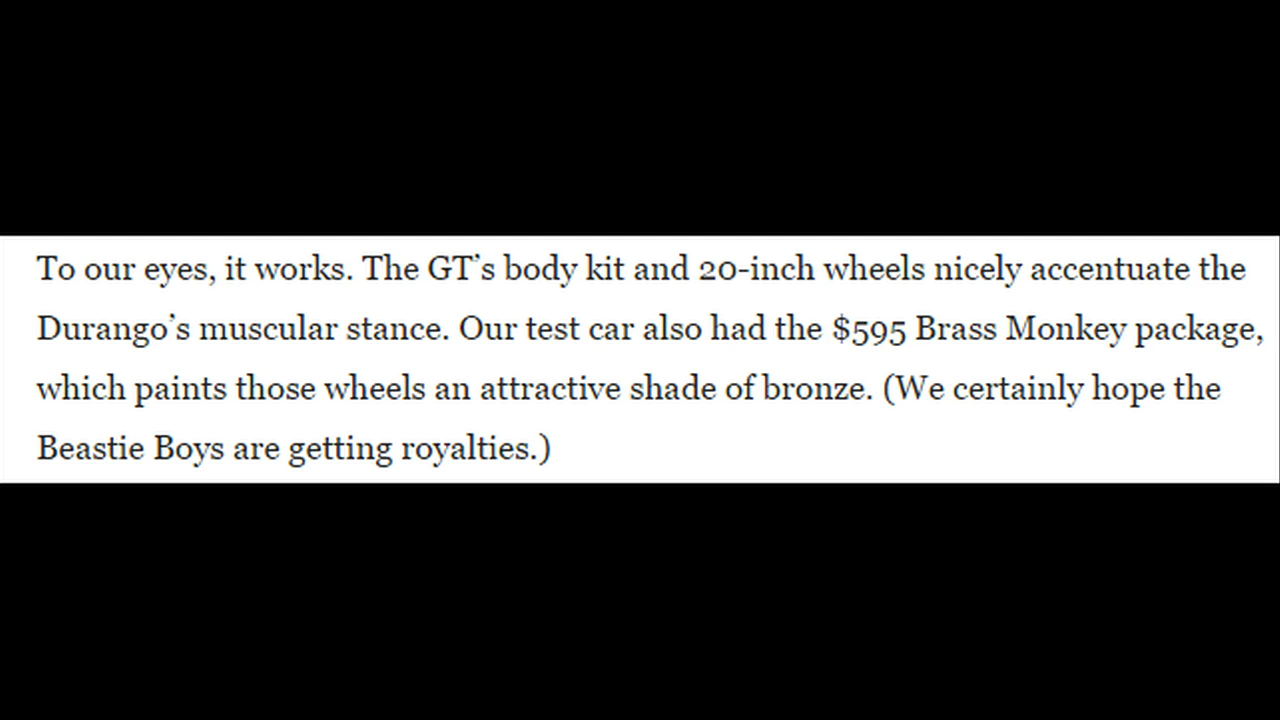 To our eyes, it works. The GT’s body kit and 20-inch wheels nicely accentuate the
Durango’s muscular stance. Our test car also had the $595 Brass Monkey package,
which paints those wheels an attractive shade of bronze. (We certainly hope the
Beastie Boys are getting royalties.)